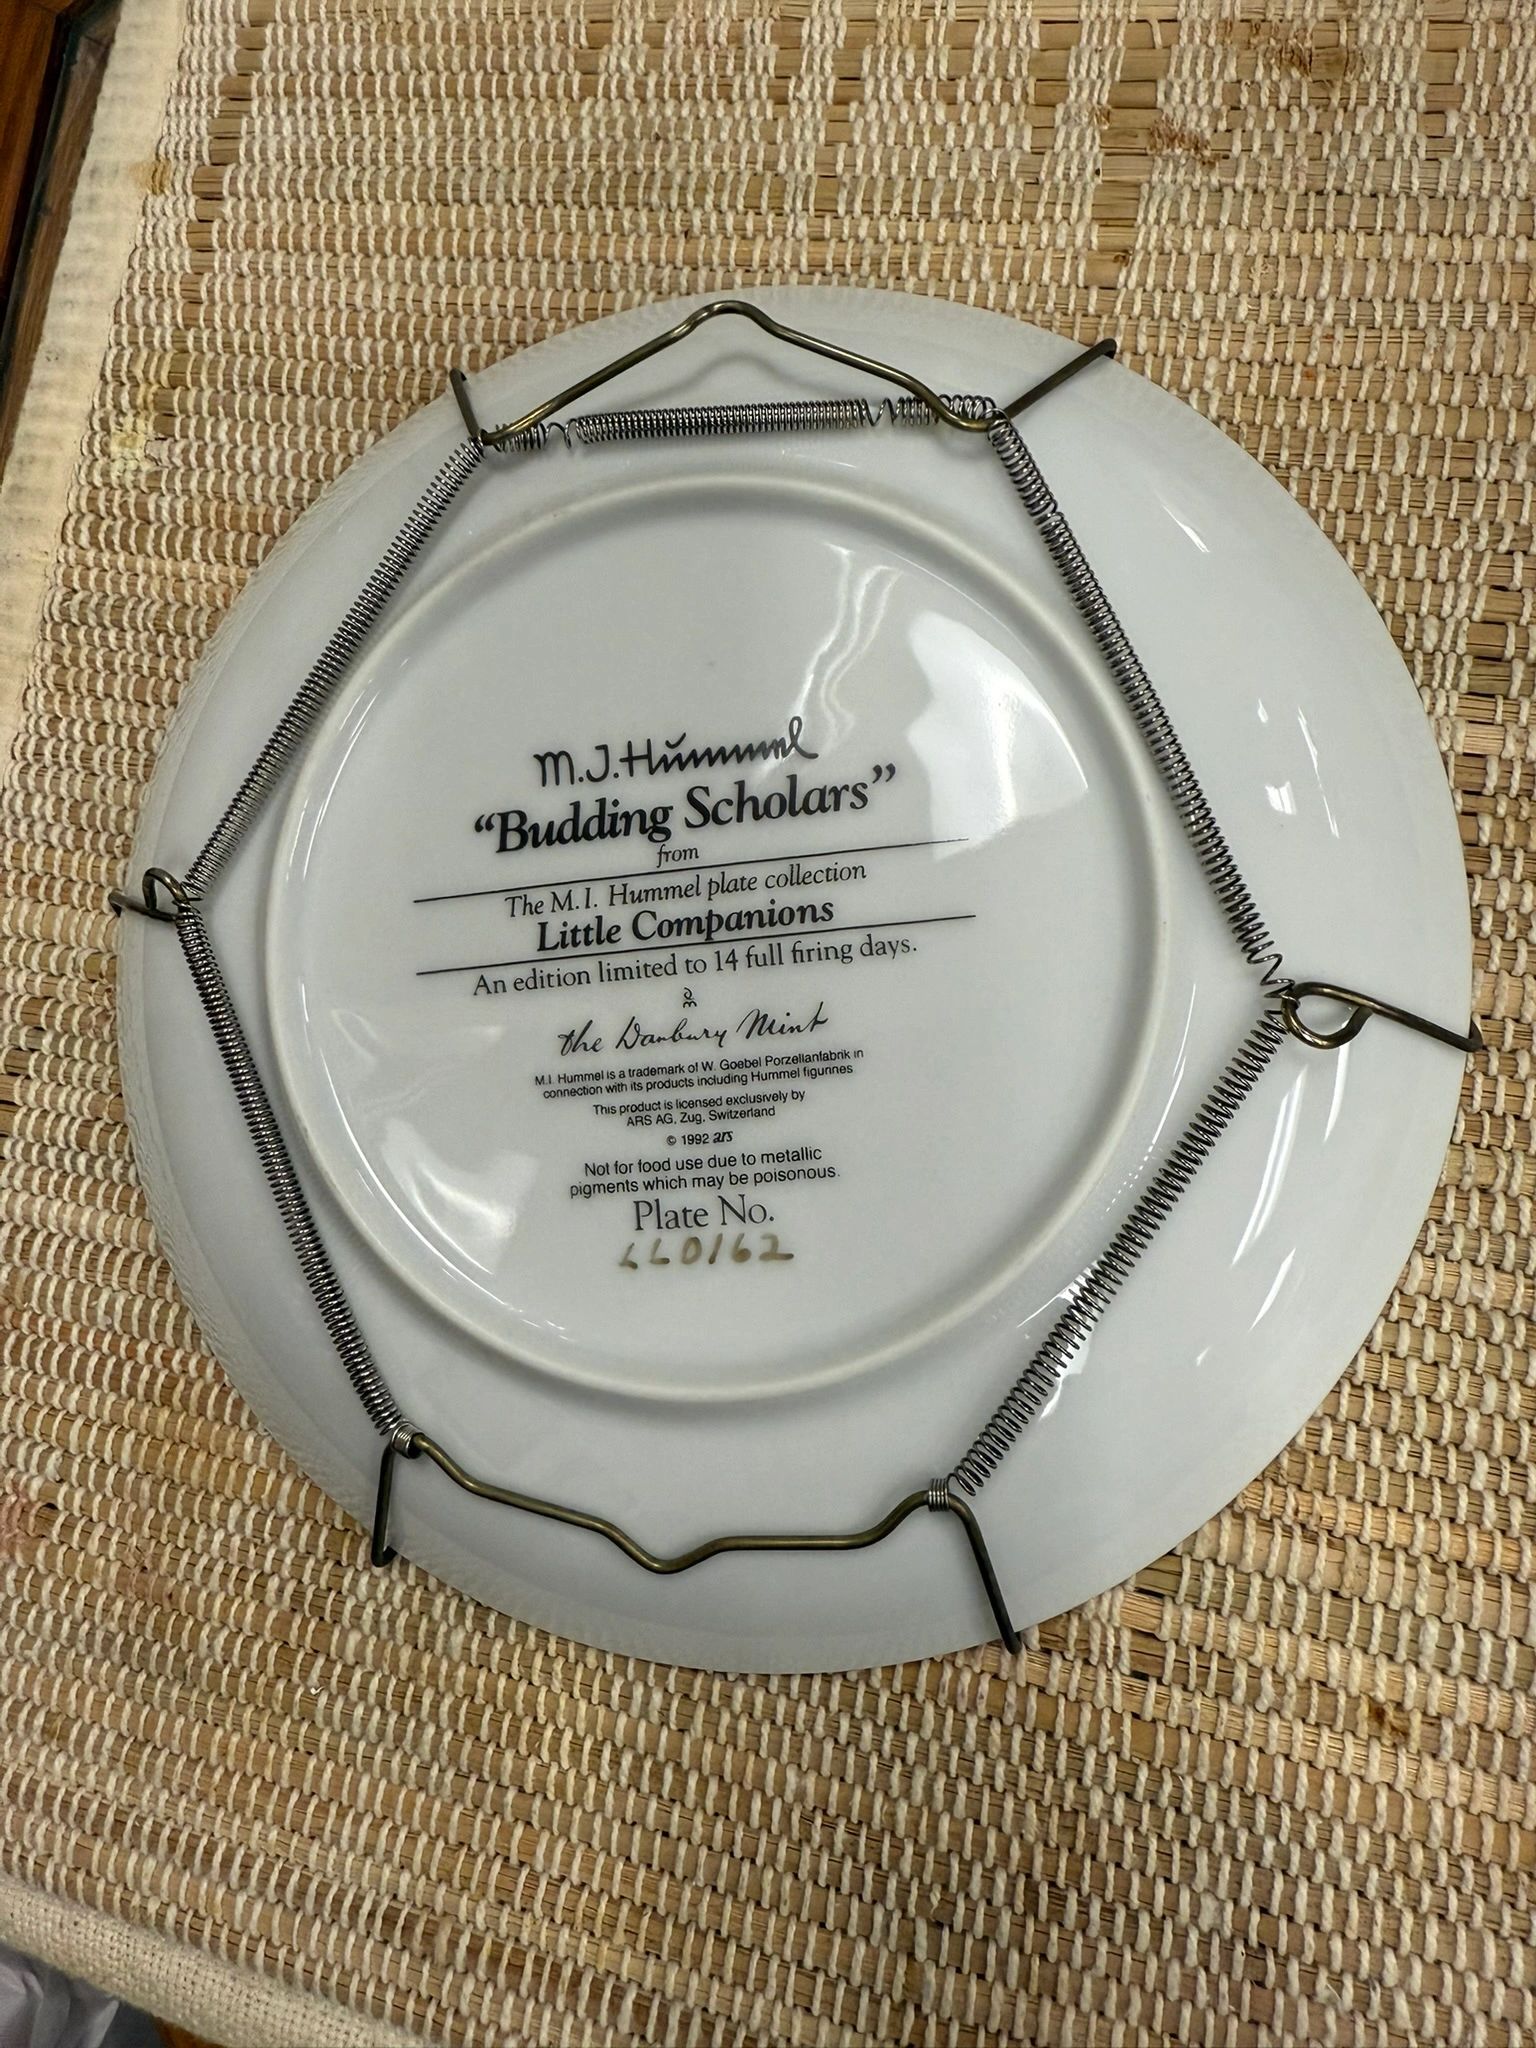 M.J. Hummel
“Budding Scholars”
from
The M.I. Hummel plate collection
Little Companions
An edition limited to 14 full firing days.
the Danbury Mint
M.I. Hummel is a trademark of W. Goebel Porzellanfabrik in
connection with its products including Hummel figurines
This product is licensed exclusively by
ARS AG, Zug, Switzerland
© 1992 ars
Not for food use due to metallic
pigments which may be poisonous.
Plate No.
LL0162